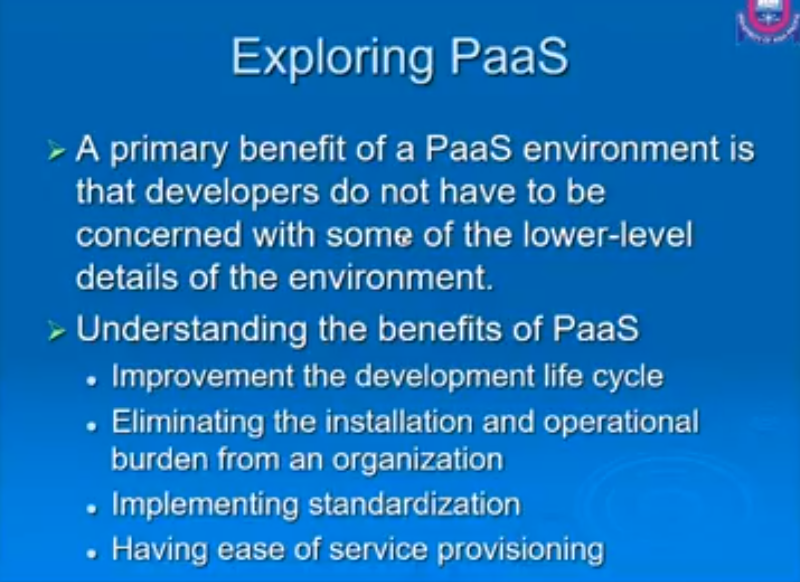 Exploring PaaS
A primary benefit of a PaaS environment is
that developers do not have to be
concerned with some of the lower-level
details of the environment.
Understanding the benefits of PaaS
Improvement the development life cycle
Eliminating the installation and operational
burden from an organization
Implementing standardization
Having ease of service provisioning